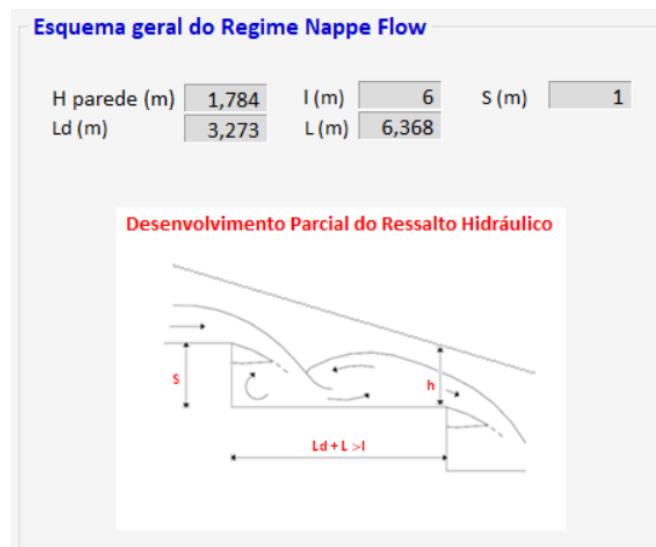 Esquema geral do Regime Nappe Flow
H parede (m) 1,784 l (m) 6 S (m) 1
Ld (m) 3,273 L (m) 6,368
Desenvolvimento Parcial do Ressalto Hidráulico
S
h
Ld + L >l